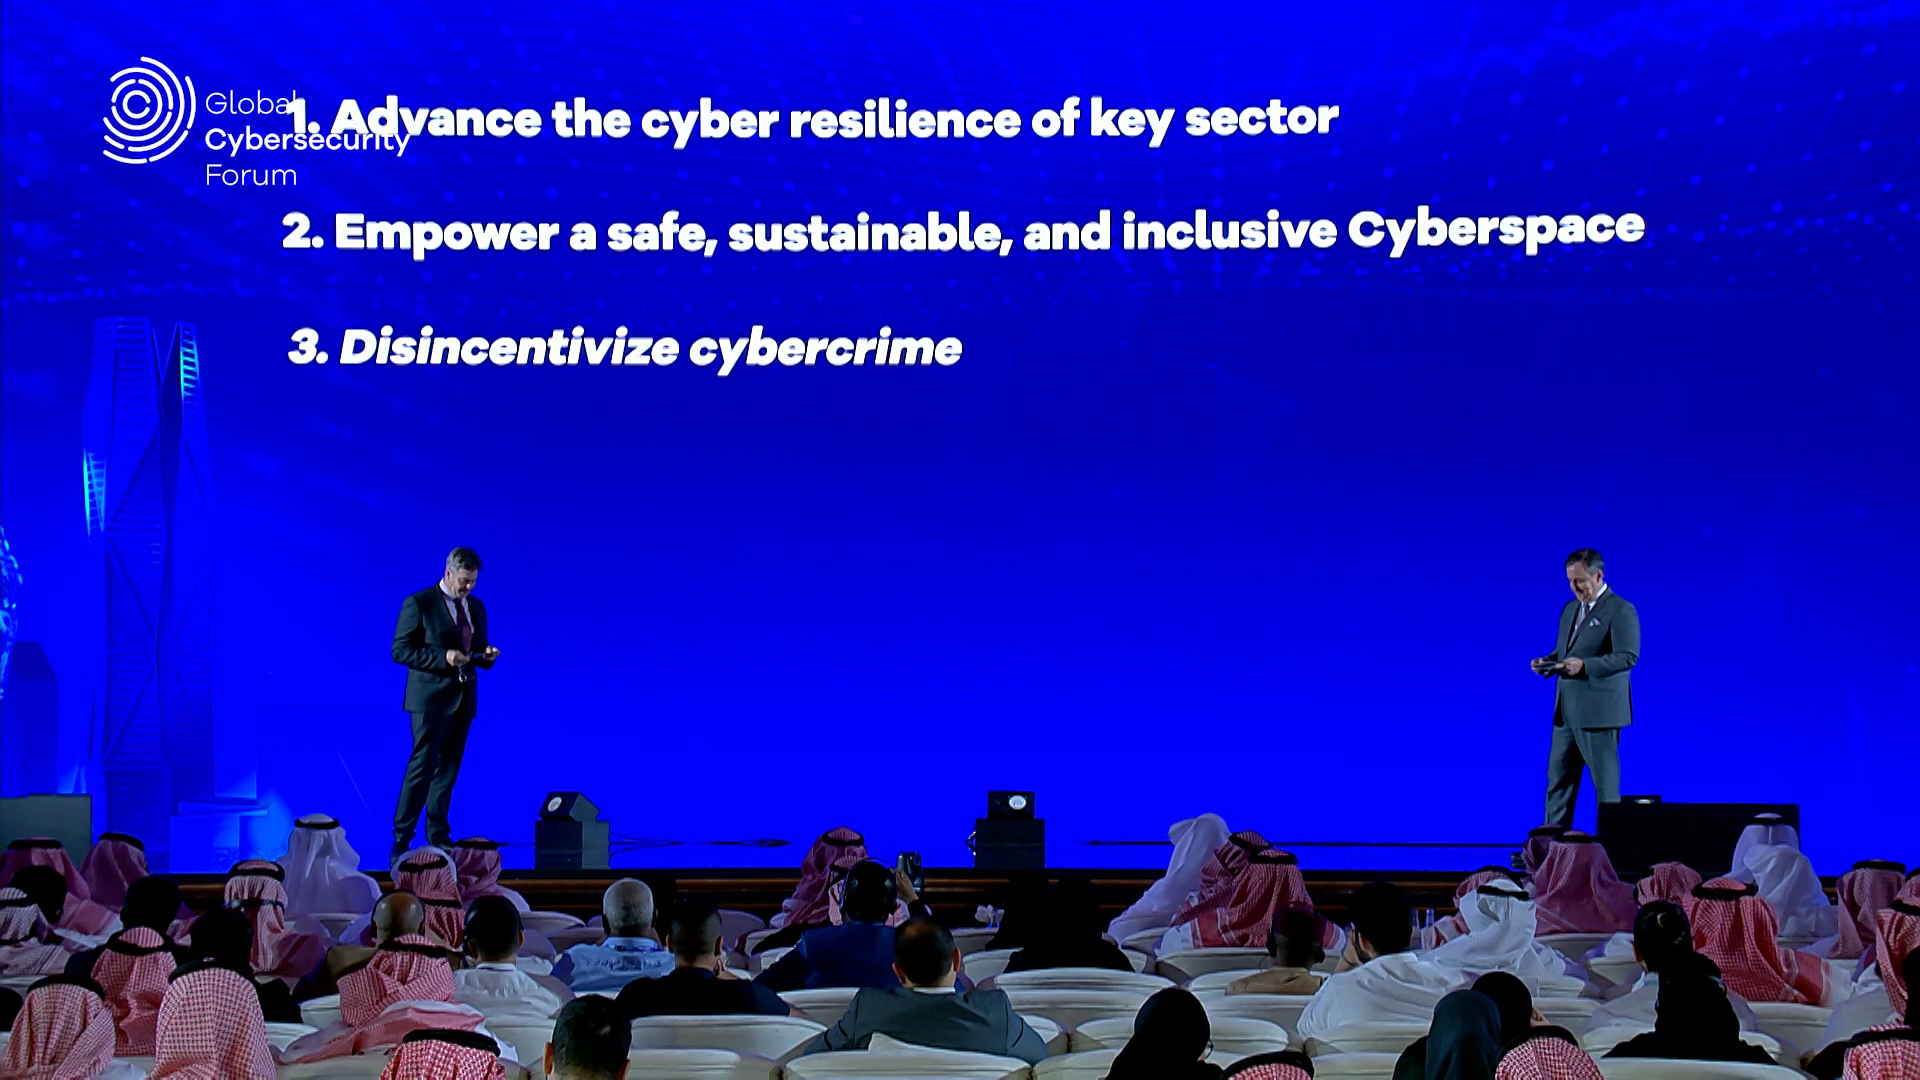 Global
Cybersecurity
Forum
1. Advance the cyber resilience of key sector
2. Empower a safe, sustainable, and inclusive Cyberspace
3. Disincentivize cybercrime